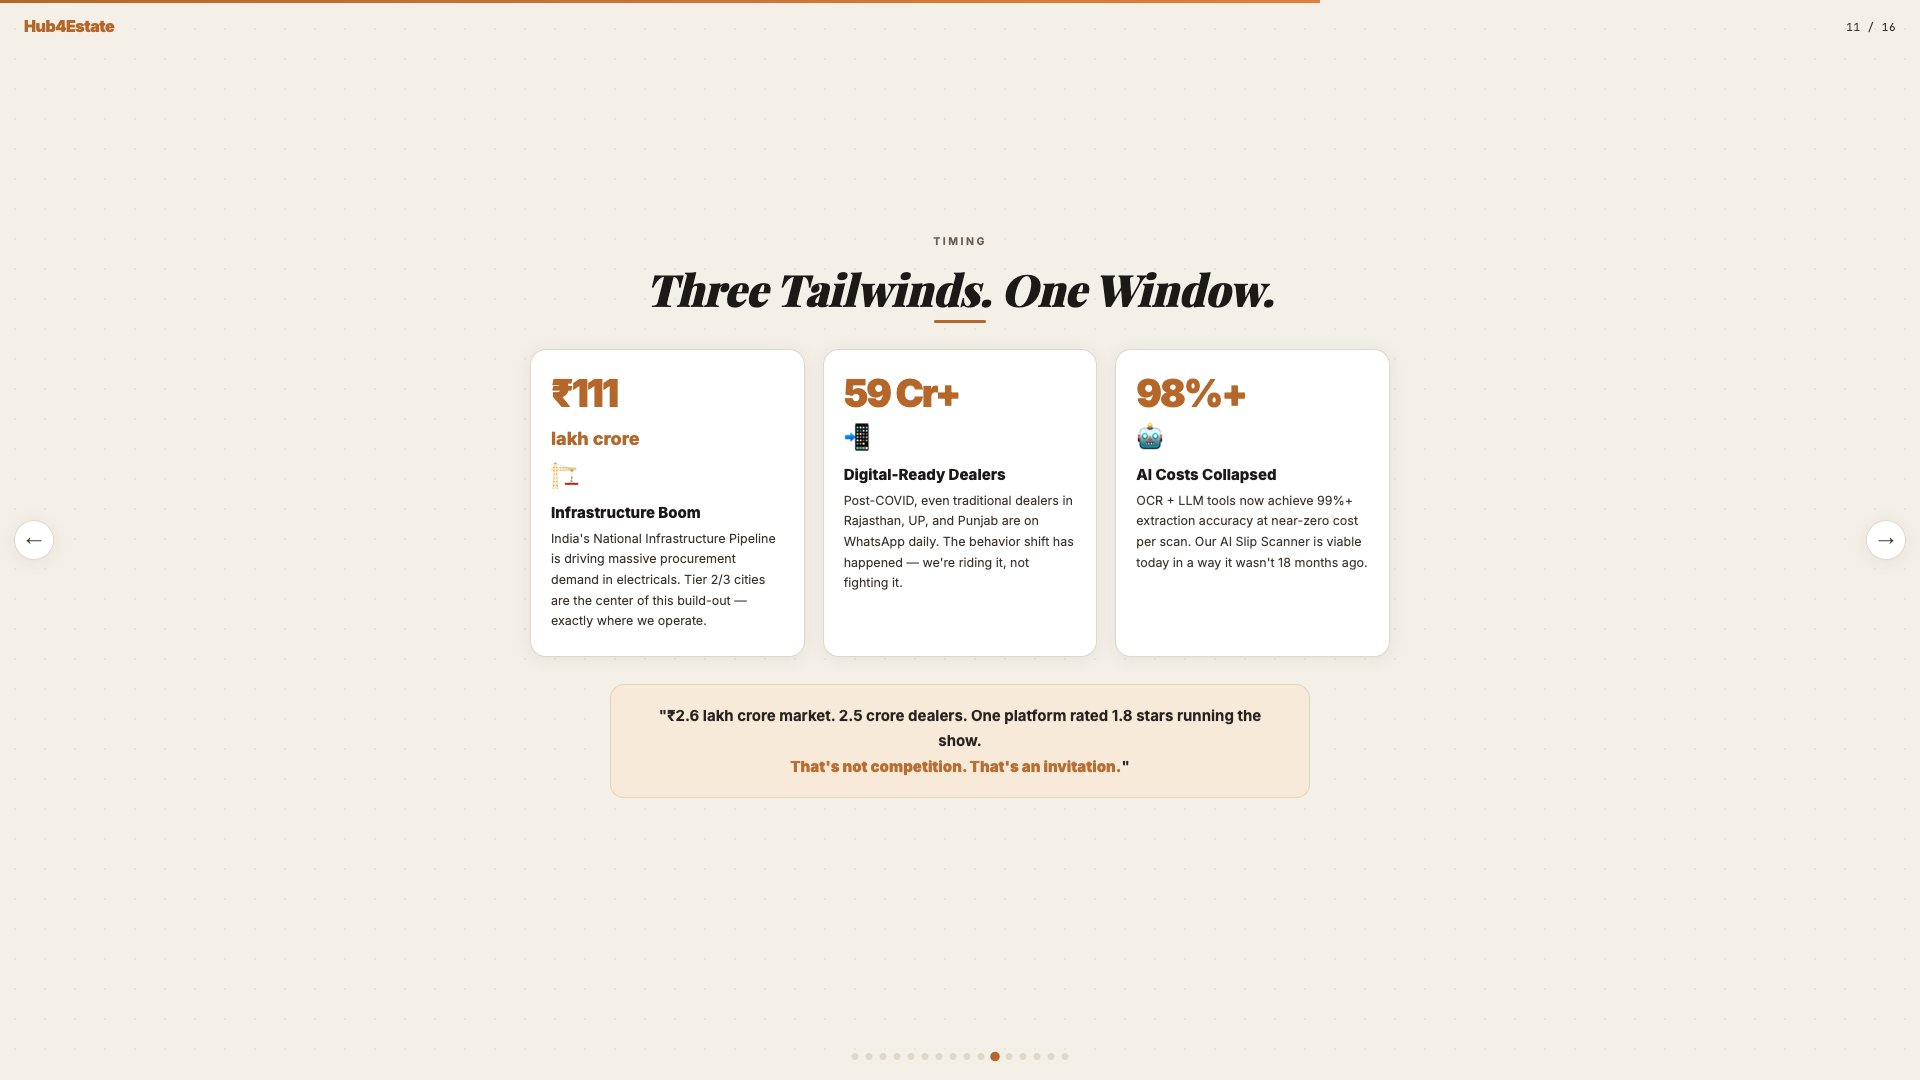 Hub4Estate
11 / 16
TIMING
Three Tailwinds. One Window.
₹111
lakh crore
Infrastructure Boom
India's National Infrastructure Pipeline
is driving massive procurement
demand in electricals. Tier 2/3 cities
are the center of this build-out —
exactly where we operate.
59 Cr+
Digital-Ready Dealers
Post-COVID, even traditional dealers in
Rajasthan, UP, and Punjab are on
WhatsApp daily. The behavior shift has
happened — we're riding it, not
fighting it.
98%+
AI Costs Collapsed
OCR + LLM tools now achieve 99%+
extraction accuracy at near-zero cost
per scan. Our AI Slip Scanner is viable
today in a way it wasn't 18 months ago.
←
→
"₹2.6 lakh crore market. 2.5 crore dealers. One platform rated 1.8 stars running the
show.
That's not competition. That's an invitation."